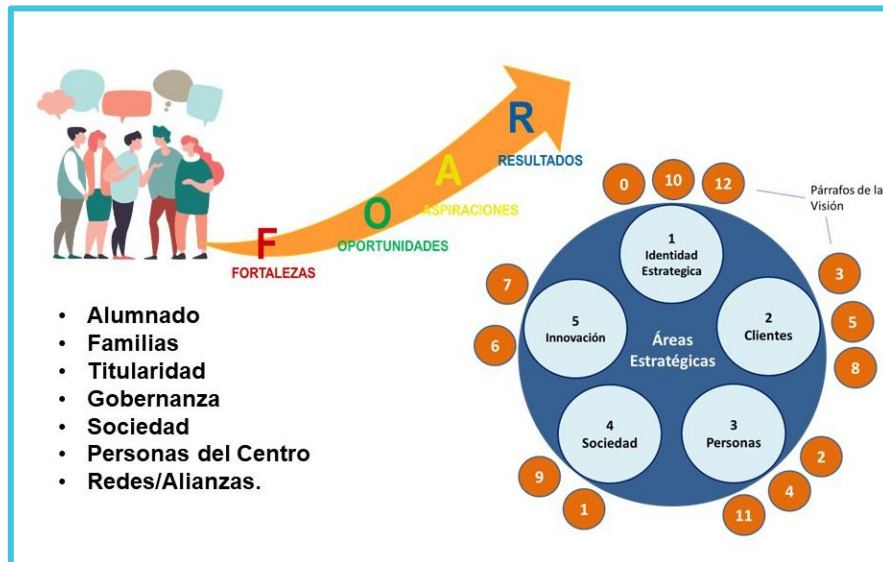 F
FORTALEZAS
O
OPORTUNIDADES
A
ASPIRACIONES
R
RESULTADOS
• Alumnado
• Familias
• Titularidad
• Gobernanza
• Sociedad
• Personas del Centro
• Redes/Alianzas.
0
10
12
Párrafos de la
Visión
1
Identidad
Estrategica
3
7
5
Innovación
Áreas
Estratégicas
2
Clientes
5
6
8
4
Sociedad
3
Personas
2
9
4
1
11